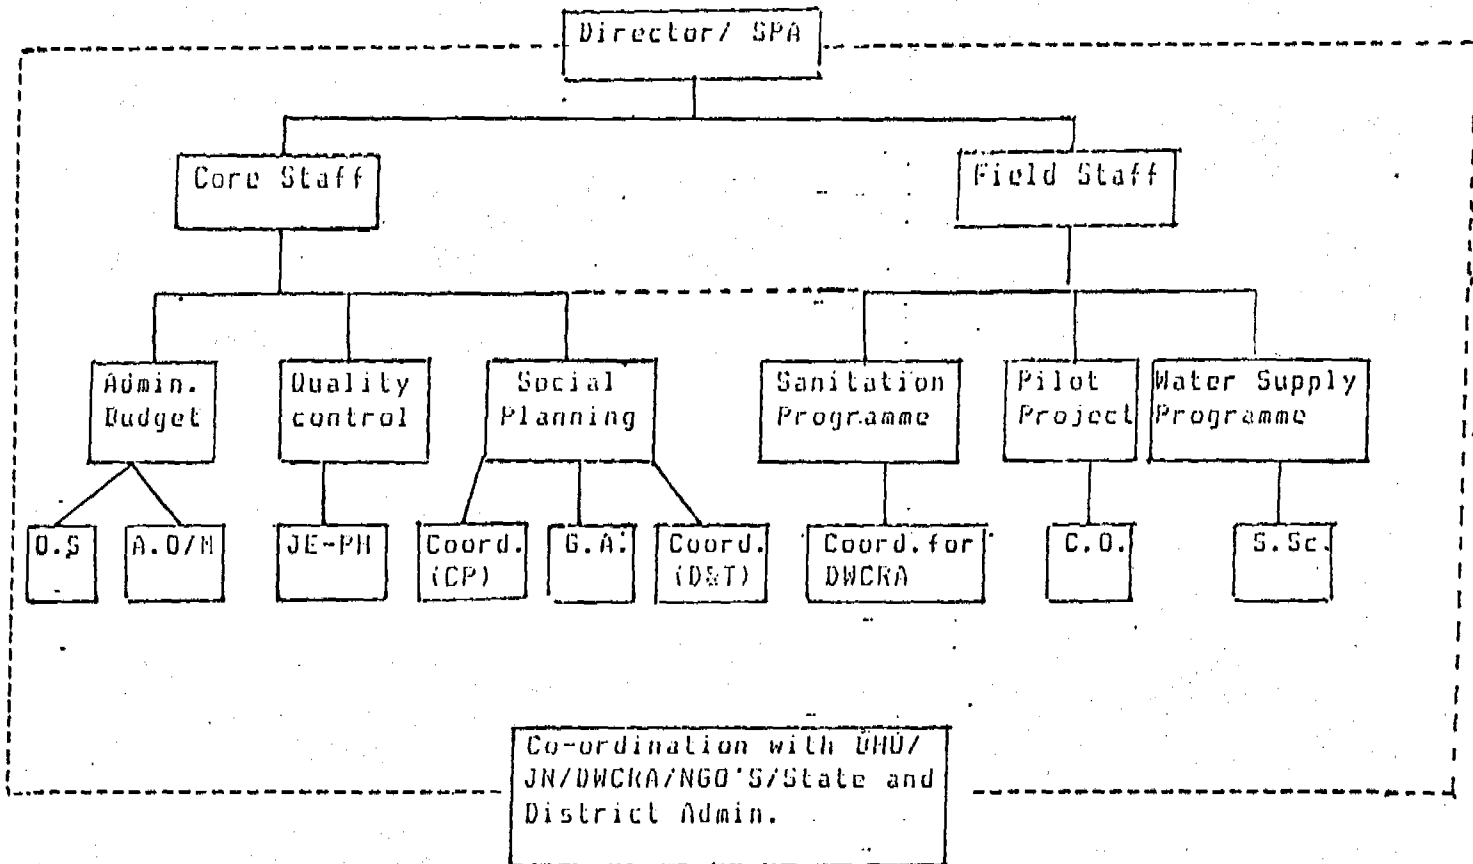 Director/ SPA
Core Staff
Field Staff
Admin.
Budget
Quality
control
Social
Planning
Sanitation
Programme
Pilot
Project
Water Supply
Programme
O.S
A.O/M
JE-PH
Coord.
(CP)
G.A.
Coord.
(D&T)
Coord.for
DWCRA
C.O.
S.Sc.
Co-ordination with
JN/DWCRA/NGO'S/State and
District Admin.